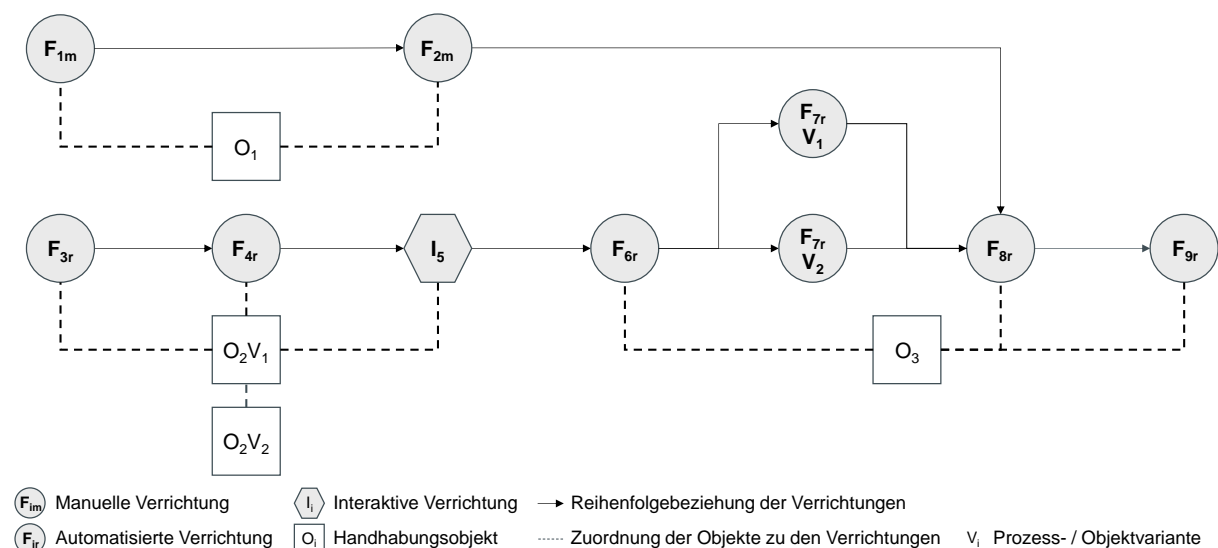 F1m
F2m
O1
F7r
V1
F3r
F4r
I5
F6r
F7r
V2
F8r
F9r
O2V1
O3
O2V2
Fim Manuelle Verrichtung
Ii Interaktive Verrichtung
Reihenfolgebeziehung der Verrichtungen
Fir Automatisierte Verrichtung
Oi Handhabungsobjekt
Zuordnung der Objekte zu den Verrichtungen
Vi Prozess- / Objektvariante